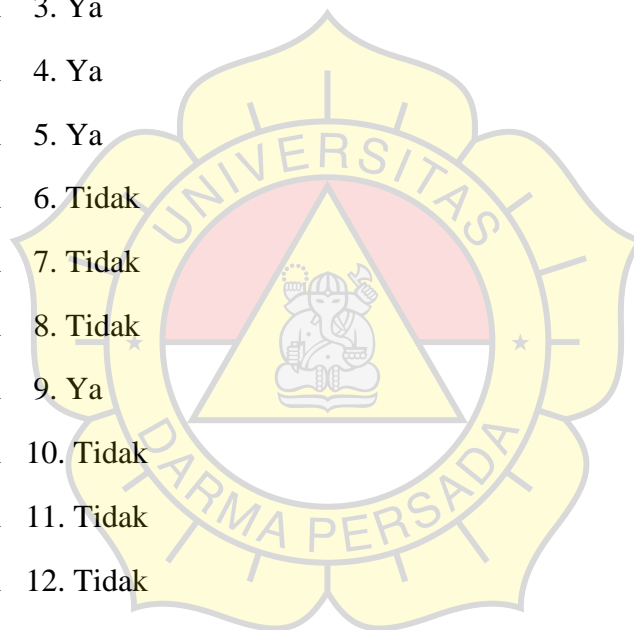 3. Ya
4. Ya
5. Ya
6. Tidak
7. Tidak
8. Tidak
9. Ya
10. Tidak
11. Tidak
12. Tidak
UNIVERSITAS
DARMA PERSADA